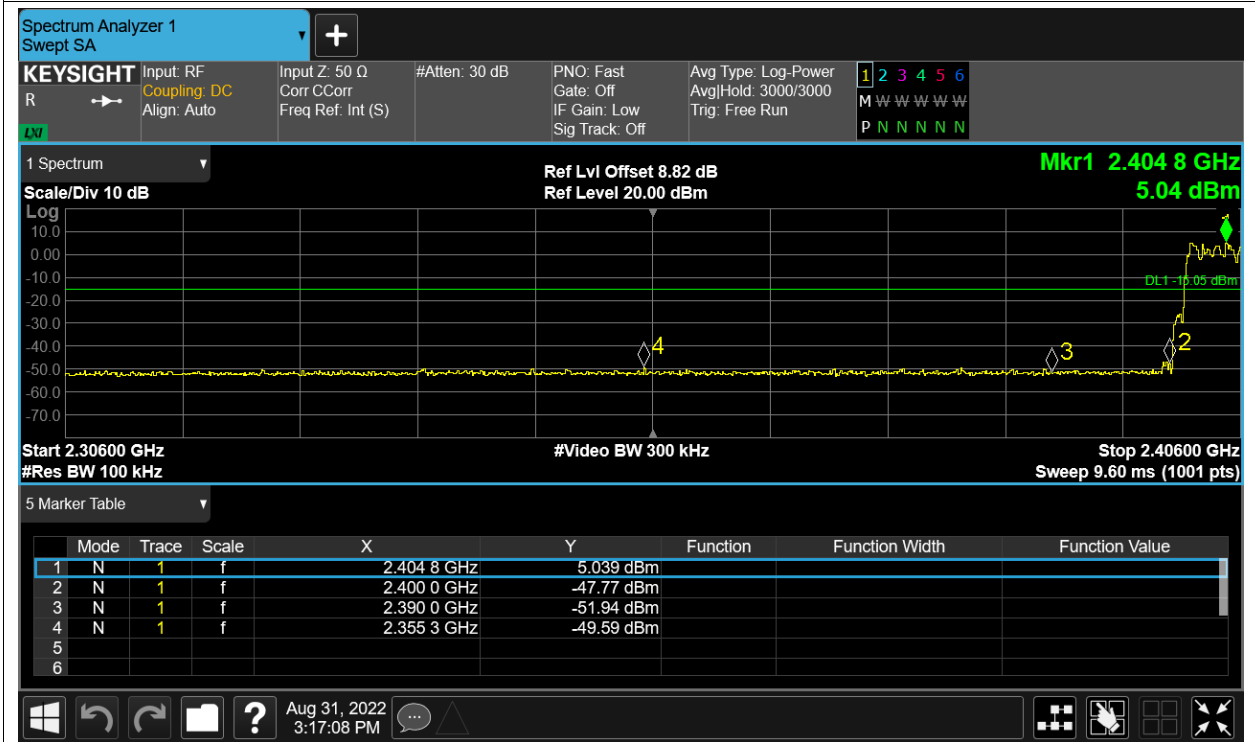 Spectrum Analyzer 1
Swept SA
+
KEYSIGHT Input: RF Input Z: 50 Ω #Atten: 30 dB PNO: Fast Avg Type: Log-Power 1 2 3 4 5 6
R Coupling: DC Corr CCorr Gate: Off Avg|Hold: 3000/3000 M W W W W W
Align: Auto Freq Ref: Int (S) IF Gain: Low Trig: Free Run
LXI Sig Track: Off P N N N N N
1 Spectrum Ref Lvl Offset 8.82 dB Mkr1 2.404 8 GHz
Scale/Div 10 dB Ref Level 20.00 dBm 5.04 dBm
Log
10.0
0.00
-10.0
DL1 -15.05 dBm
-20.0
-30.0
-40.0
4 3 2
-50.0
-60.0
-70.0
Start 2.30600 GHz #Video BW 300 kHz Stop 2.40600 GHz
#Res BW 100 kHz Sweep 9.60 ms (1001 pts)
5 Marker Table
Mode Trace Scale X Y Function Function Width Function Value
1 N 1 f 2.404 8 GHz 5.039 dBm
2 N 1 f 2.400 0 GHz -47.77 dBm
3 N 1 f 2.390 0 GHz -51.94 dBm
4 N 1 f 2.355 3 GHz -49.59 dBm
5
6
? Aug 31, 2022
3:17:08 PM